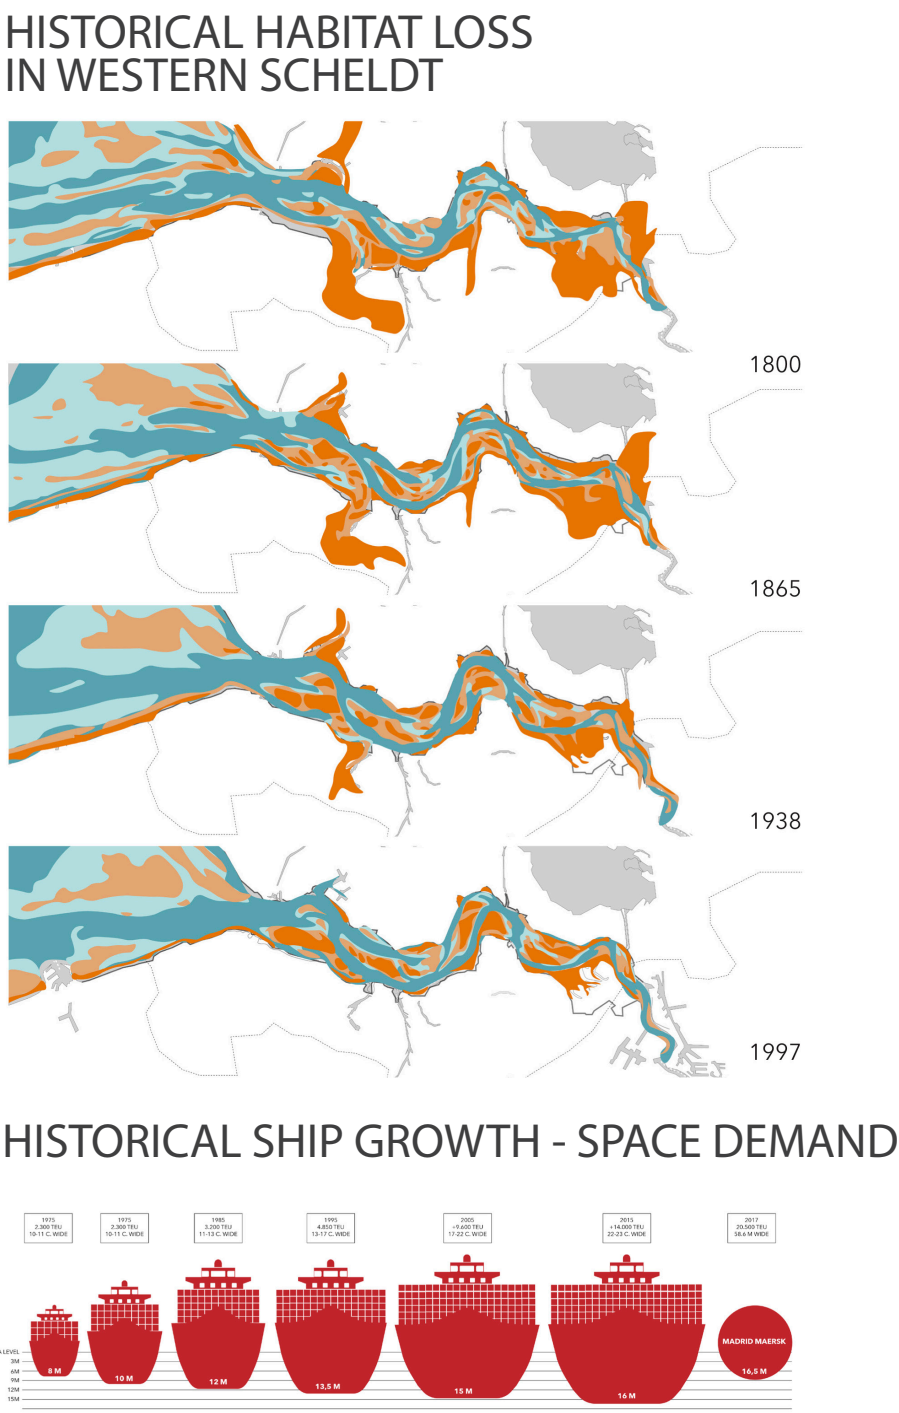 HISTORICAL HABITAT LOSS
IN WESTERN SCHELDT
1800
1865
1938
1997
HISTORICAL SHIP GROWTH - SPACE DEMAND
1975
2.300 TEU
10-11 C. WIDE
1975
2.300 TEU
10-11 C. WIDE
1985
3.200 TEU
11-13 C. WIDE
1995
4.850 TEU
13-17 C. WIDE
2005
+9.600 TEU
17-22 C. WIDE
2015
+14.000 TEU
22-23 C. WIDE
2017
20.500 TEU
58.6 M WIDE
A LEVEL
3M
6M
9M
12M
15M
8 M
10 M
12 M
13,5 M
15 M
16 M
MADRID MAERSK
16,5 M